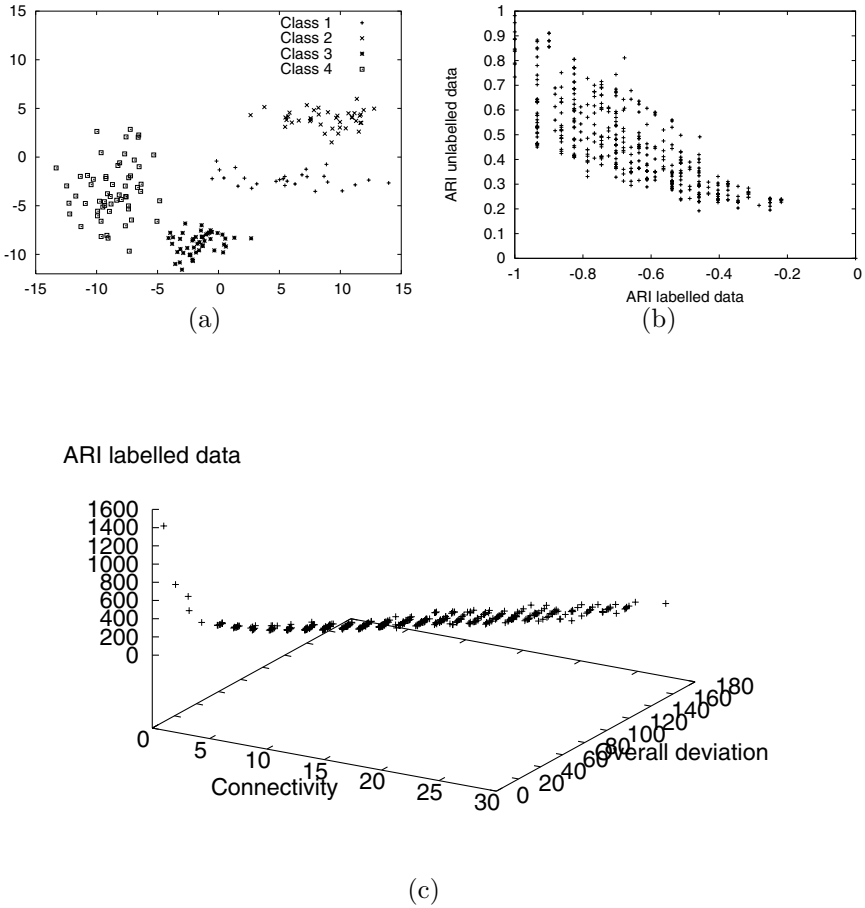 15
10
5
0
-5
-10
-15 -10 -5 0 5 10 15
Class 1
Class 2
Class 3
Class 4
(a)
1
0.9
0.8
0.7
0.6
0.5
0.4
0.3
0.2
0.1
0
-1 -0.8 -0.6 -0.4 -0.2 0
ARI unlabelled data
ARI labelled data
(b)
ARI labelled data
1600
1400
1200
1000
800
600
400
200
0
0 5 10 15 20 25 30
Connectivity
0 20 40 60 80 100 120 140 160 180
Overall deviation
(c)